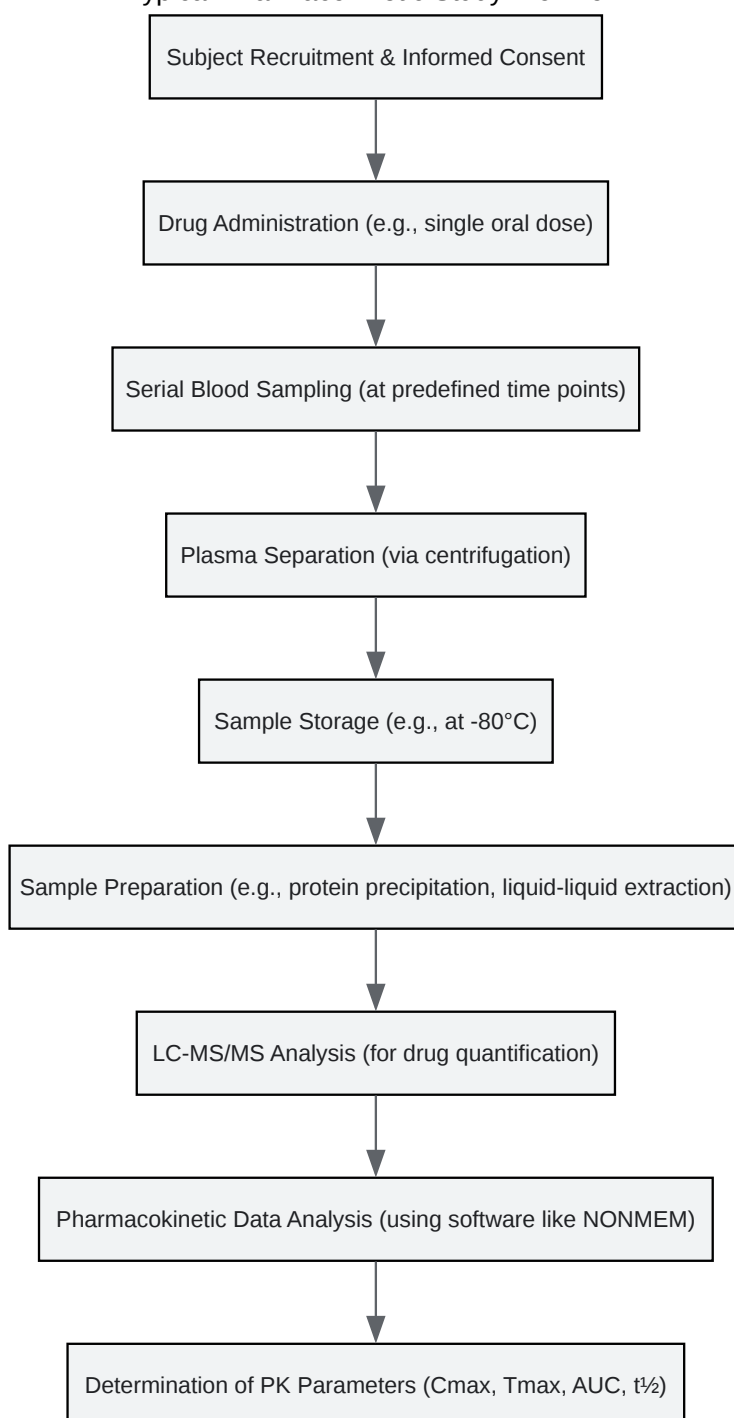 Subject Recruitment & Informed Consent
Drug Administration (e.g., single oral dose)
Serial Blood Sampling (at predefined time points)
Plasma Separation (via centrifugation)
Sample Storage (e.g., at -80°C)
Sample Preparation (e.g., protein precipitation, liquid-liquid extraction)
LC-MS/MS Analysis (for drug quantification)
Pharmacokinetic Data Analysis (using software like NONMEM)
Determination of PK Parameters (Cmax, Tmax, AUC, t½)